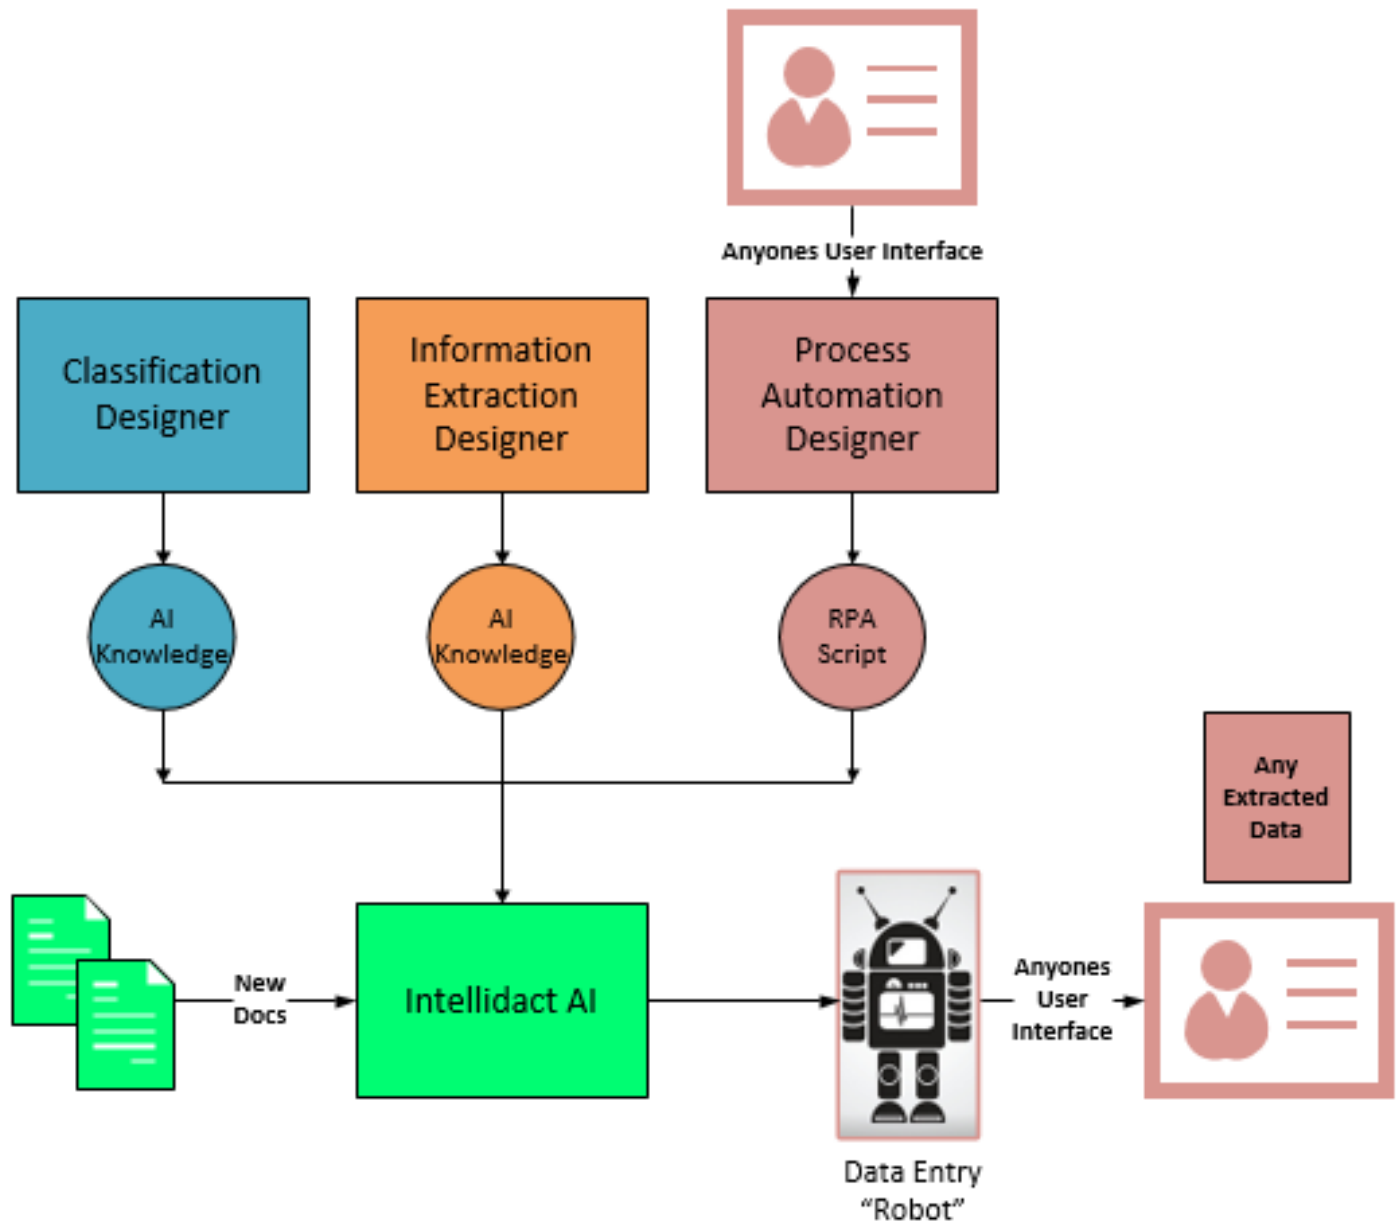 Anyones User Interface
Classification
Designer
Information
Extraction
Designer
Process
Automation
Designer
AI
Knowledge
AI
Knowledge
RPA
Script
Any
Extracted
Data
New
Docs
Intellidact AI
Anyones
User
Interface
Data Entry
“Robot”